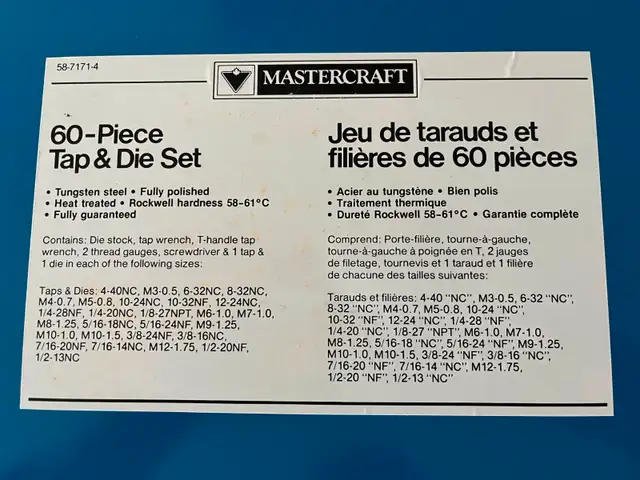 58-7171-4
MASTERCRAFT
60-Piece
Tap & Die Set
• Tungsten steel • Fully polished
• Heat treated • Rockwell hardness 58-61°C
• Fully guaranteed
Contains: Die stock, tap wrench, T-handle tap
wrench, 2 thread gauges, screwdriver & 1 tap &
1 die in each of the following sizes:
Taps & Dies: 4-40NC, M3-0.5, 6-32NC, 8-32NC,
M4-0.7, M5-0.8, 10-24NC, 10-32NF, 12-24NC,
1/4-28NF, 1/4-20NC, 1/8-27NPT, M6-1.0, M7-1.0,
M8-1.25, 5/16-18NC, 5/16-24NF, M9-1.25,
M10-1.0, M10-1.5, 3/8-24NF, 3/8-16NC,
7/16-20NF, 7/16-14NC, M12-1.75, 1/2-20NF,
1/2-13NC
Jeu de tarauds et
filières de 60 pièces
• Acier au tungstène • Bien polis
• Traitement thermique
• Dureté Rockwell 58-61°C • Garantie complète
Comprend: Porte-filière, tourne-à-gauche,
tourne-à-gauche à poignée en T, 2 jauges
de filetage, tournevis et 1 taraud et 1 filière
de chacune des tailles suivantes:
Tarauds et filières: 4-40 "NC", M3-0.5, 6-32 "NC",
8-32 "NC", M4-0.7, M5-0.8, 10-24 "NC",
10-32 "NF", 12-24 "NC", 1/4-28 "NF",
1/4-20 "NC", 1/8-27 "NPT", M6-1.0, M7-1.0,
M8-1.25, 5/16-18 "NC", 5/16-24 "NF", M9-1.25,
M10-1.0, M10-1.5, 3/8-24 "NF", 3/8-16 "NC",
7/16-20 "NF", 7/16-14 "NC", M12-1.75,
1/2-20 "NF", 1/2-13 "NC"